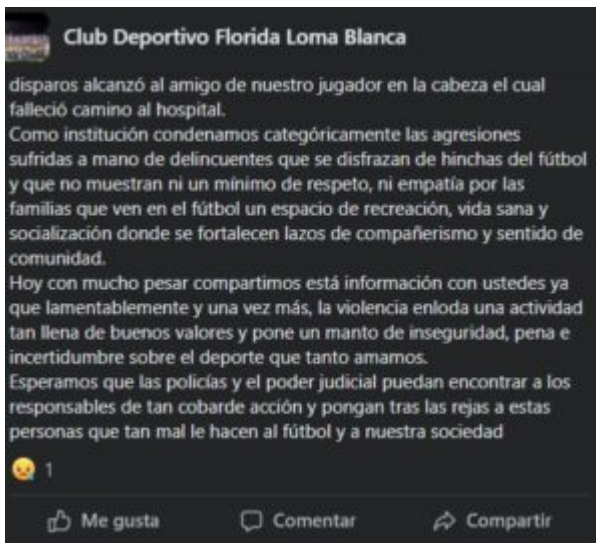 Club Deportivo Florida Loma Blanca
disparos alcanzó al amigo de nuestro jugador en la cabeza el cual
falleció camino al hospital.
Como institución condenamos categóricamente las agresiones
sufridas a mano de delincuentes que se disfrazan de hinchas del fútbol
y que no muestran ni un mínimo de respeto, ni empatía por las
familias que ven en el fútbol un espacio de recreación, vida sana y
socialización donde se fortalecen lazos de compañerismo y sentido de
comunidad.
Hoy con mucho pesar compartimos está información con ustedes ya
que lamentablemente y una vez más, la violencia enloda una actividad
tan llena de buenos valores y pone un manto de inseguridad, pena e
incertidumbre sobre el deporte que tanto amamos.
Esperamos que las policías y el poder judicial puedan encontrar a los
responsables de tan cobarde acción y pongan tras las rejas a estas
personas que tan mal le hacen al fútbol y a nuestra sociedad
1
Me gusta Comentar Compartir